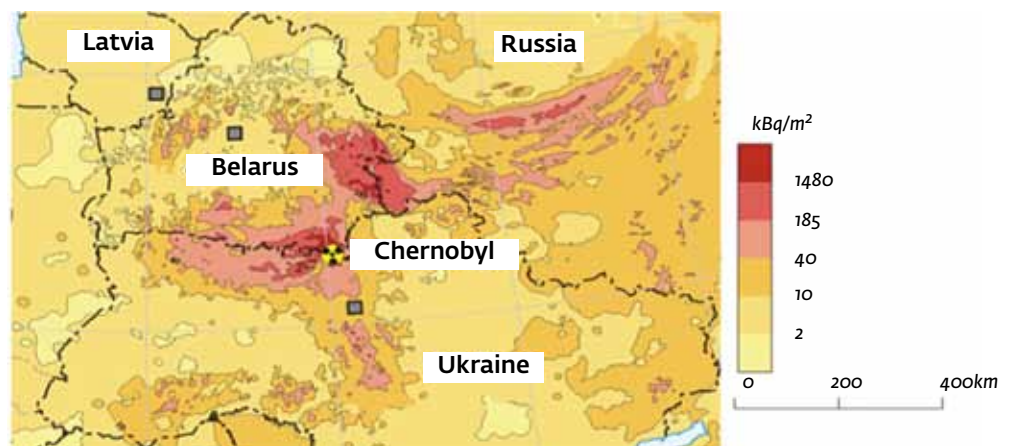 Latvia
Russia
Belarus
Chernobyl
Ukraine
kBq/m²
1480
185
40
10
2
0 200 400km